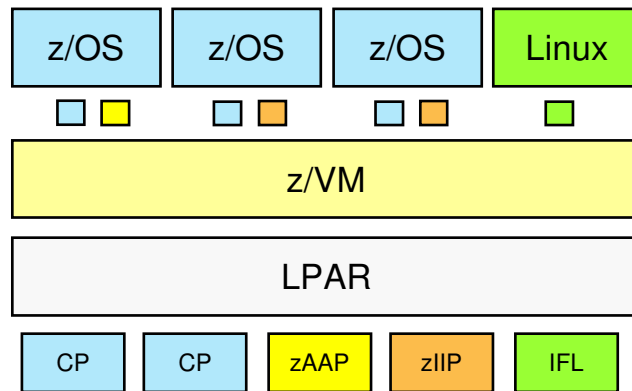 z/OS z/OS z/OS Linux
z/VM
LPAR
CP CP zAAP zIIP IFL